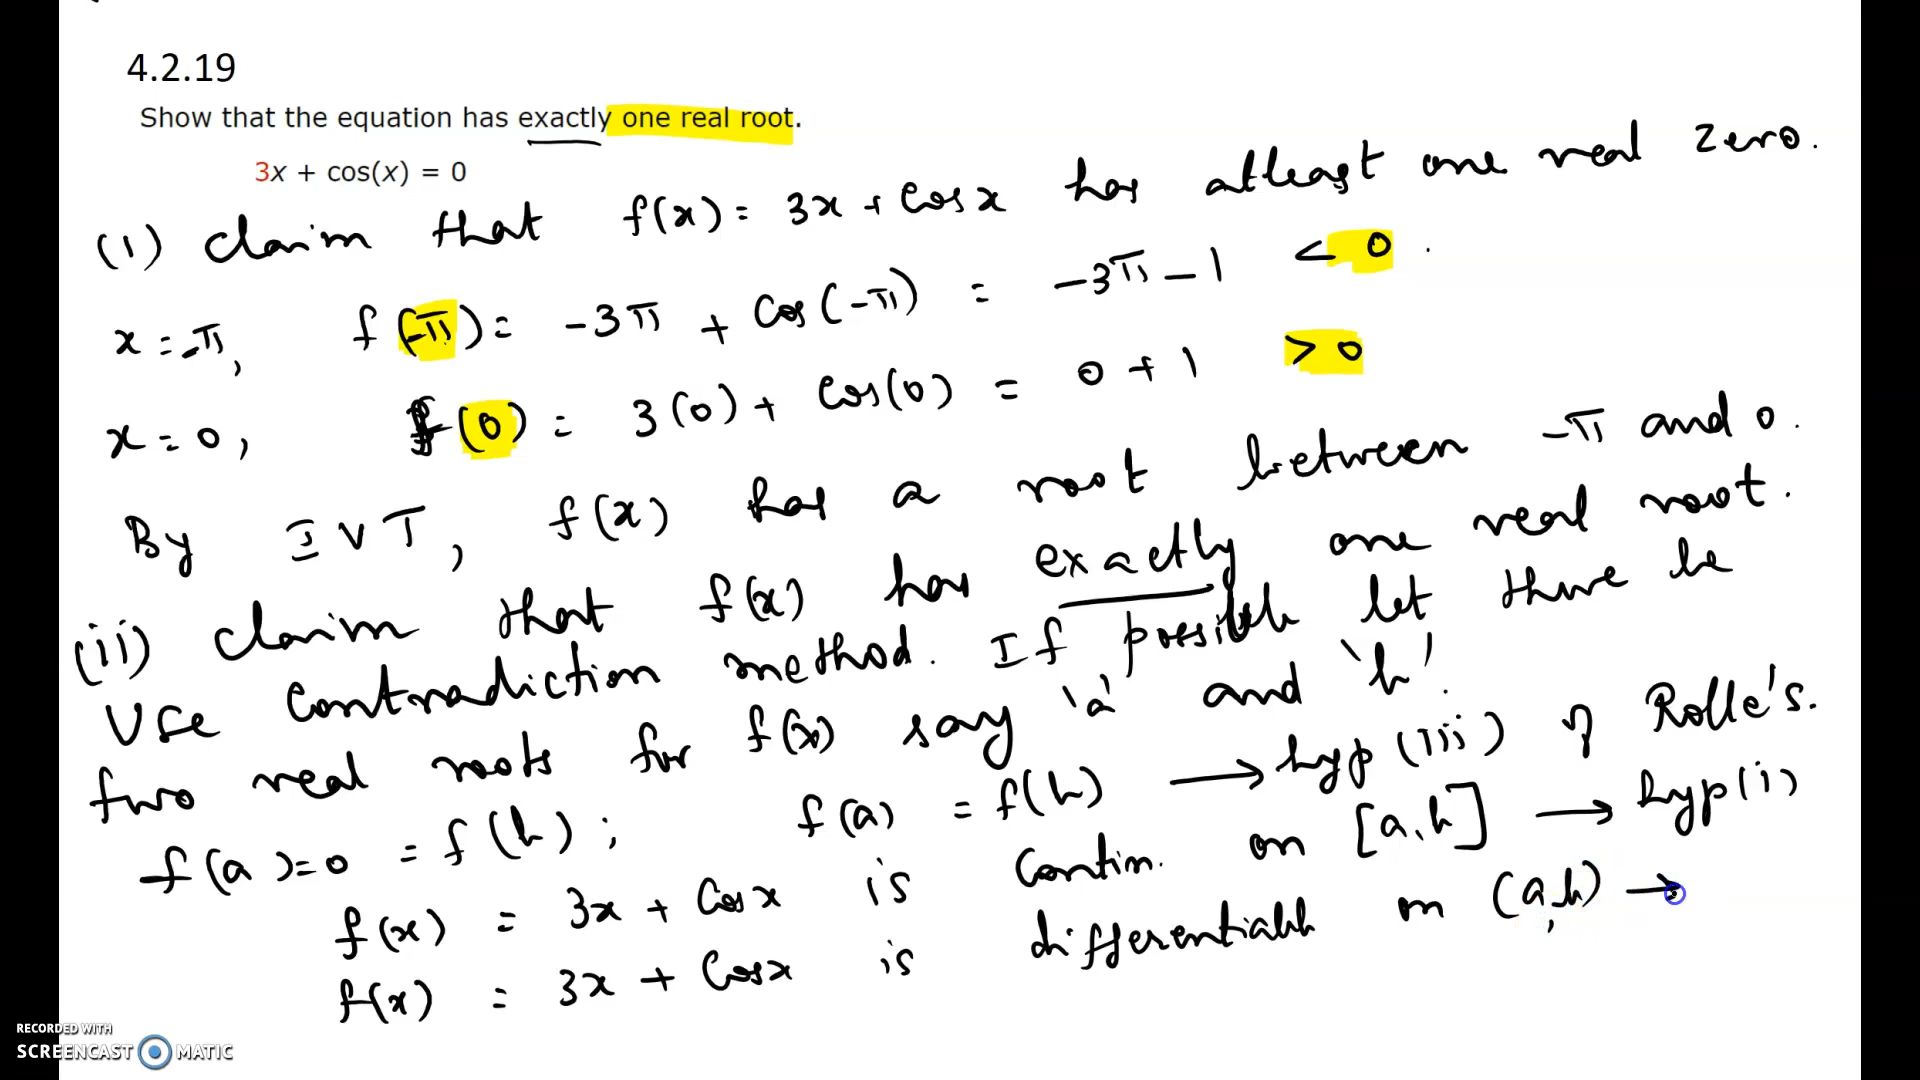 4.2.19
Show that the equation has exactly one real root.
3x + cos(x) = 0
(i) claim that f(x) = 3x + cos x has atleast one real zero.
x = -π, f(-π) = -3π + cos(-π) = -3π - 1 < 0.
x = 0, f(0) = 3(0) + cos(0) = 0 + 1 > 0
By IVT, f(x) has a root between -π and 0.
(ii) claim that f(x) has exactly one real root.
Use contradiction method. If possible let there be
two real roots for f(x) say 'a' and 'b'.
f(a) = 0 = f(b); f(a) = f(b) → hyp (iii) of Rolle's.
f(x) = 3x + cos x is contin. on [a,b] → hyp (i)
f(x) = 3x + cos x is differentiable on (a,b) →
RECORDED WITH
SCREENCAST MATIC